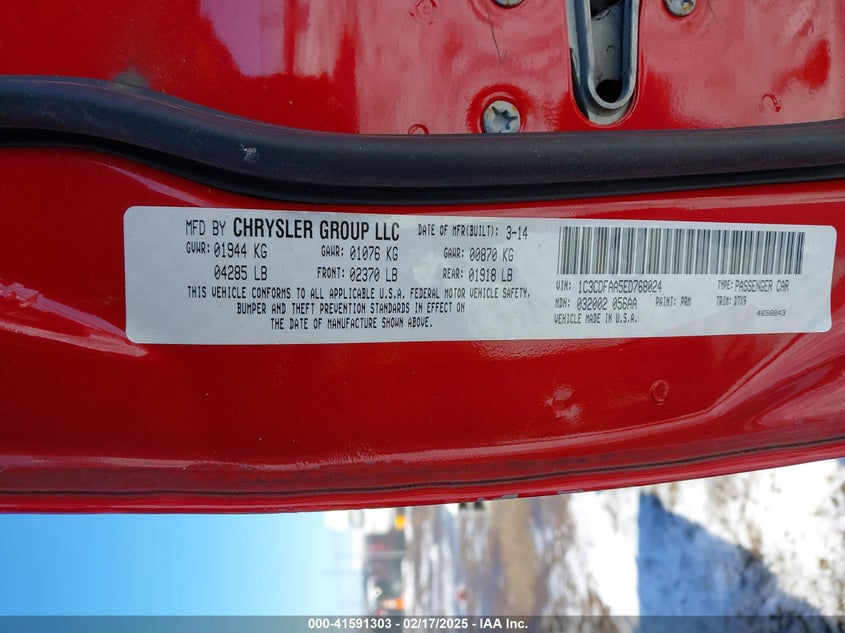 MFD BY CHRYSLER GROUP LLC DATE OF MFR(BUILT): 3-14
GVWR: 01944 KG GAWR: 01076 KG GAWR: 00870 KG
04285 LB FRONT: 02370 LB REAR: 01918 LB
THIS VEHICLE CONFORMS TO ALL APPLICABLE U.S.A. FEDERAL MOTOR VEHICLE SAFETY,
BUMPER AND THEFT PREVENTION STANDARDS IN EFFECT ON
THE DATE OF MANUFACTURE SHOWN ABOVE.
VIN: 1C3CDFAA5ED768024 TYPE: PASSENGER CAR
MDH: 032002 056AA PAINT: PRM TRIM: D7X9
VEHICLE MADE IN U.S.A. 4658843
000-41591303 - 02/17/2025 - IAA Inc.